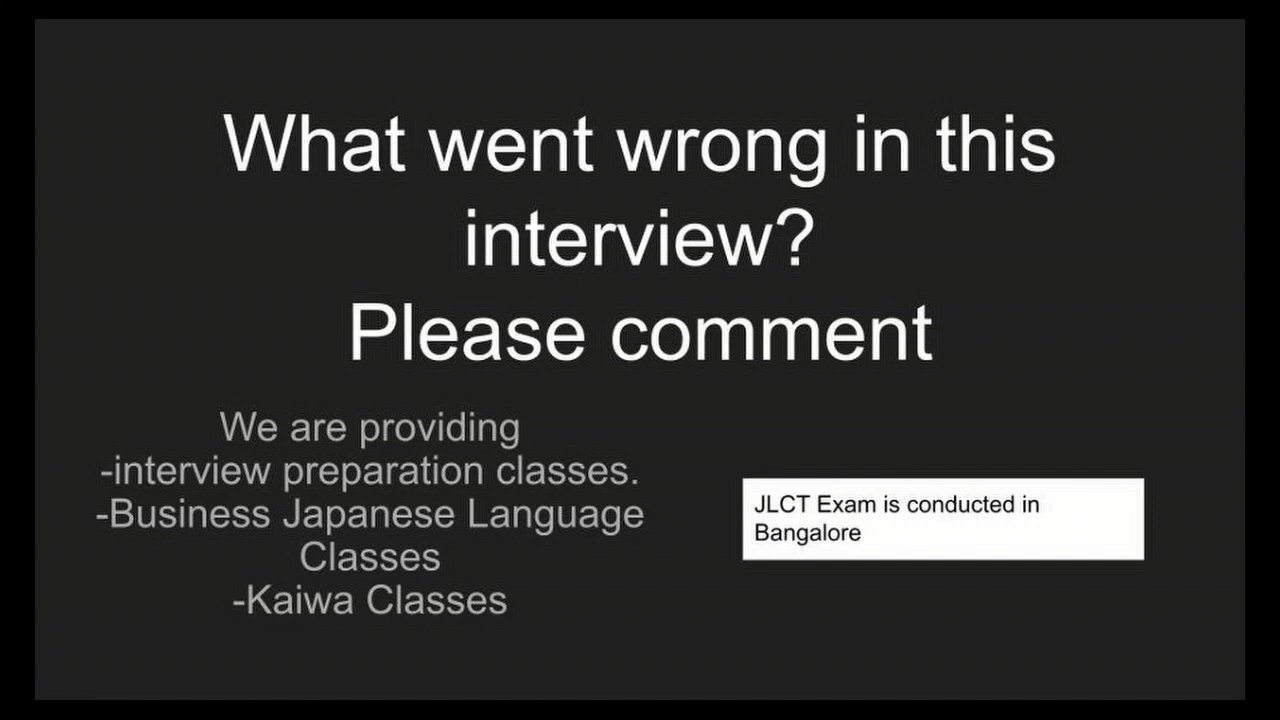 What went wrong in this
interview?
Please comment
We are providing
-interview preparation classes.
-Business Japanese Language
Classes
-Kaiwa Classes
JLCT Exam is conducted in
Bangalore